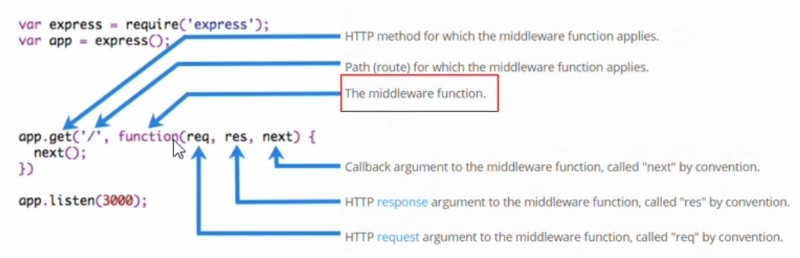 var express = require('express');
var app = express();
HTTP method for which the middleware function applies.
Path (route) for which the middleware function applies.
The middleware function.
app.get('/', function(req, res, next) {
next();
})
Callback argument to the middleware function, called "next" by convention.
app.listen(3000);
HTTP response argument to the middleware function, called "res" by convention.
HTTP request argument to the middleware function, called "req" by convention.